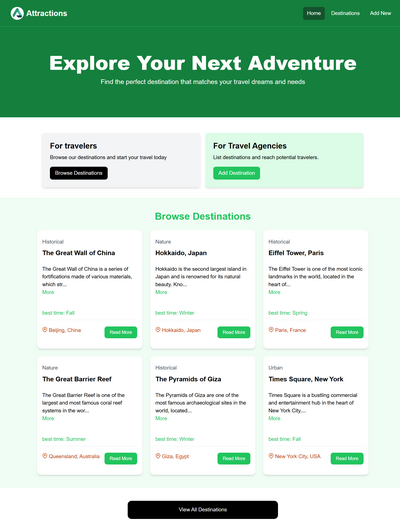 Attractions
Home Destinations Add New
Explore Your Next Adventure
Find the perfect destination that matches your travel dreams and needs
For travelers
Browse our destinations and start your travel today
Browse Destinations
For Travel Agencies
List destinations and reach potential travelers.
Add Destination
Browse Destinations
Historical
The Great Wall of China
The Great Wall of China is a series of
fortifications made of various materials,
which str...
More
best time: Fall
Beijing, China
Read More
Nature
Hokkaido, Japan
Hokkaido is the second largest island in
Japan and is renowned for its natural
beauty. Kno...
More
best time: Winter
Hokkaido, Japan
Read More
Historical
Eiffel Tower, Paris
The Eiffel Tower is one of the most iconic
landmarks in the world, located in the
heart of...
More
best time: Spring
Paris, France
Read More
Nature
The Great Barrier Reef
The Great Barrier Reef is one of the
largest and most famous coral reef
systems in the wor...
More
best time: Summer
Queensland, Australia
Read More
Historical
The Pyramids of Giza
The Pyramids of Giza are one of the
most famous archaeological sites in the
world, located...
More
best time: Winter
Giza, Egypt
Read More
Urban
Times Square, New York
Times Square is a bustling commercial
and entertainment hub in the heart of
New York City,...
More
best time: Fall
New York City, USA
Read More
View All Destinations